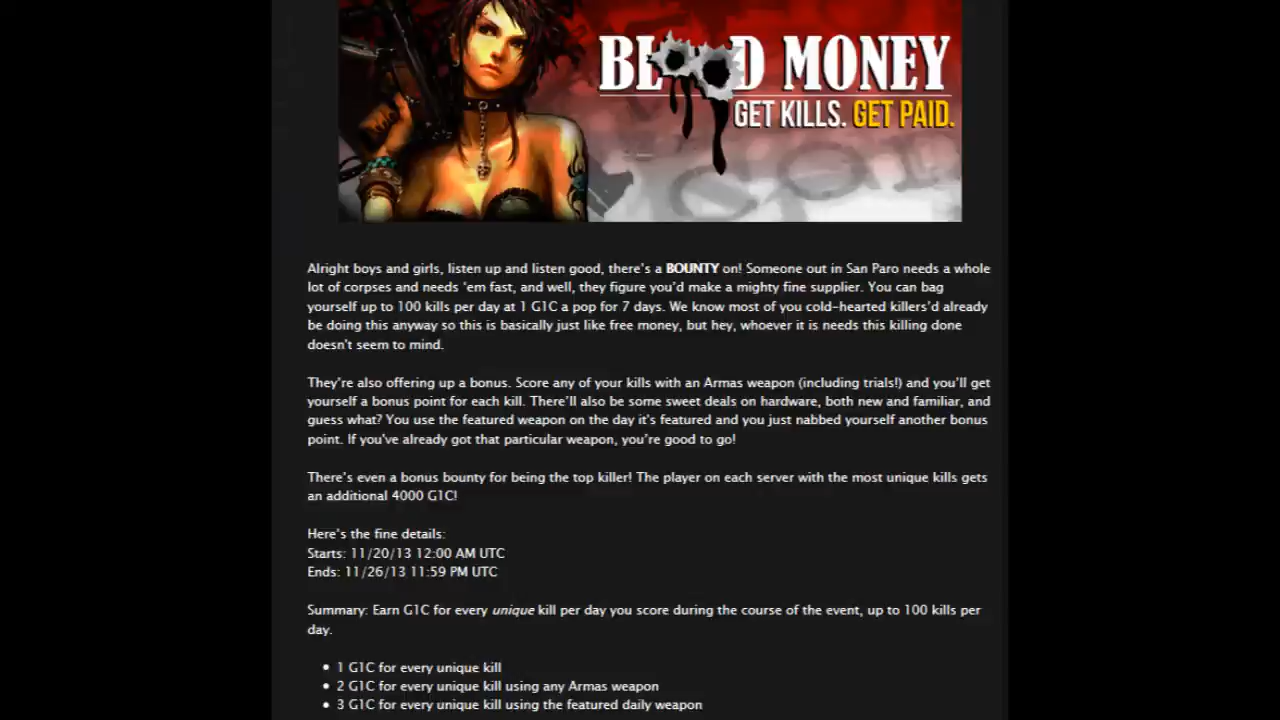 BLOOD MONEY
GET KILLS. GET PAID.
Alright boys and girls, listen up and listen good, there's a BOUNTY on! Someone out in San Paro needs a whole
lot of corpses and needs 'em fast, and well, they figure you'd make a mighty fine supplier. You can bag
yourself up to 100 kills per day at 1 G1C a pop for 7 days. We know most of you cold-hearted killers'd already
be doing this anyway so this is basically just like free money, but hey, whoever it is needs this killing done
doesn't seem to mind.
They're also offering up a bonus. Score any of your kills with an Armas weapon (including trials!) and you'll get
yourself a bonus point for each kill. There'll also be some sweet deals on hardware, both new and familiar, and
guess what? You use the featured weapon on the day it's featured and you just nabbed yourself another bonus
point. If you've already got that particular weapon, you're good to go!
There's even a bonus bounty for being the top killer! The player on each server with the most unique kills gets
an additional 4000 G1C!
Here's the fine details:
Starts: 11/20/13 12:00 AM UTC
Ends: 11/26/13 11:59 PM UTC
Summary: Earn G1C for every unique kill per day you score during the course of the event, up to 100 kills per
day.
• 1 G1C for every unique kill
• 2 G1C for every unique kill using any Armas weapon
• 3 G1C for every unique kill using the featured daily weapon